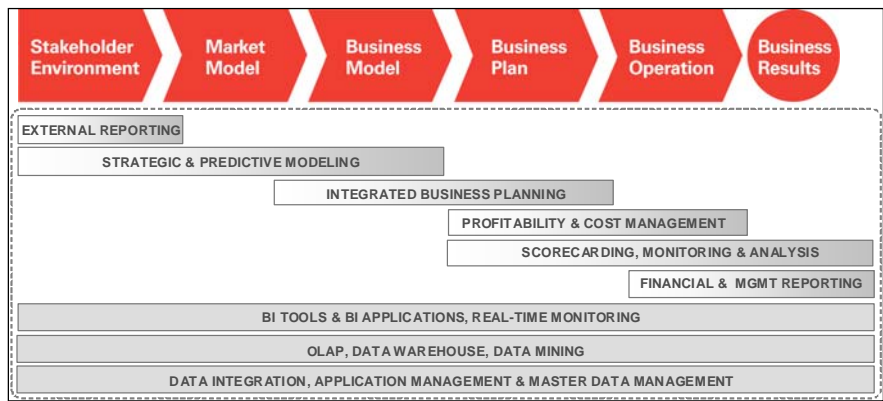 Stakeholder
Environment
Market
Model
Business
Model
Business
Plan
Business
Operation
Business
Results
EXTERNAL REPORTING
STRATEGIC & PREDICTIVE MODELING
INTEGRATED BUSINESS PLANNING
PROFITABILITY & COST MANAGEMENT
SCORECARDING, MONITORING & ANALYSIS
FINANCIAL & MGMT REPORTING
BI TOOLS & BI APPLICATIONS, REAL-TIME MONITORING
OLAP, DATA WAREHOUSE, DATA MINING
DATA INTEGRATION, APPLICATION MANAGEMENT & MASTER DATA MANAGEMENT